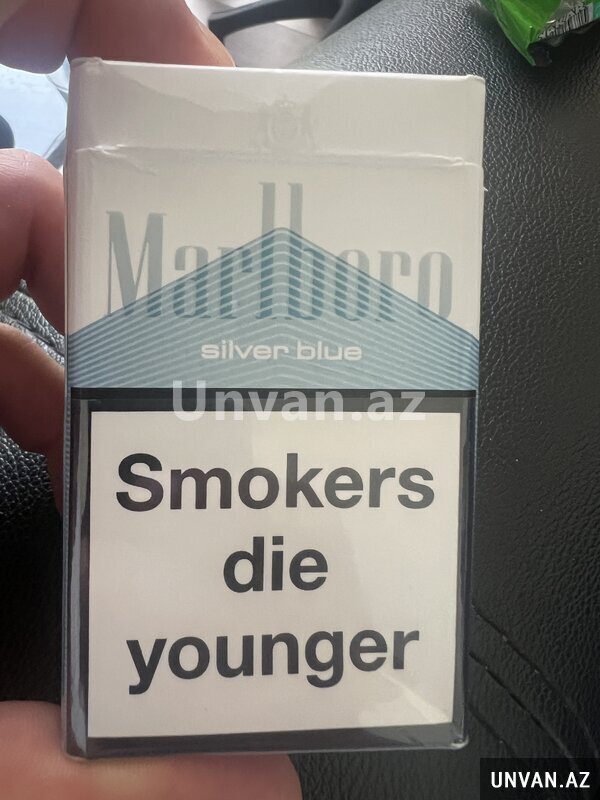 Marlboro
silver blue
Unvan.az
Smokers
die
younger
UNVAN.AZ